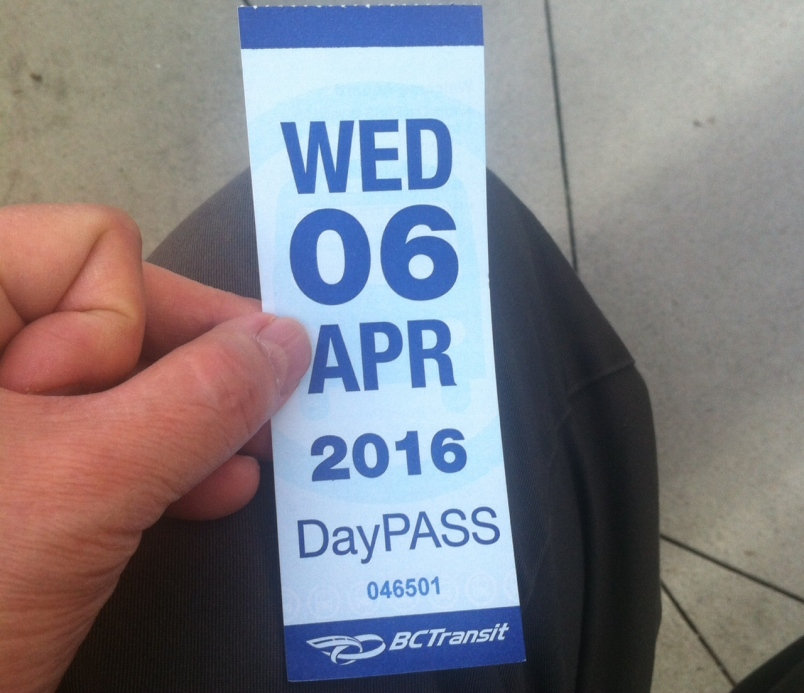 WED
06
APR
2016
DayPASS
046501
BCTransit